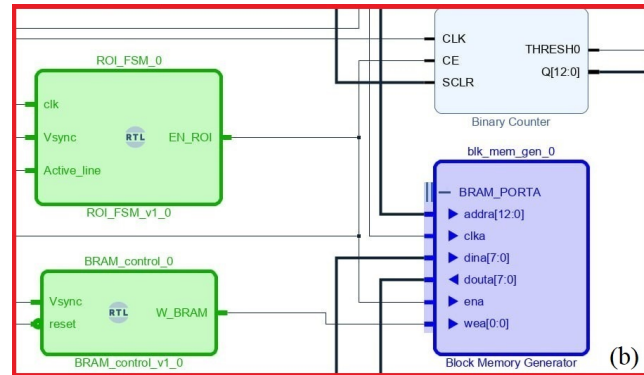 ROI_FSM_0
clk
Vsync
Active_line
RTL
EN_ROI
ROI_FSM_v1_0
BRAM_control_0
Vsync
reset
RTL
W_BRAM
BRAM_control_v1_0
CLK
CE
SCLR
THRESH0
Q[12:0]
Binary Counter
blk_mem_gen_0
BRAM_PORTA
addra[12:0]
clka
dina[7:0]
douta[7:0]
ena
wea[0:0]
Block Memory Generator
(b)